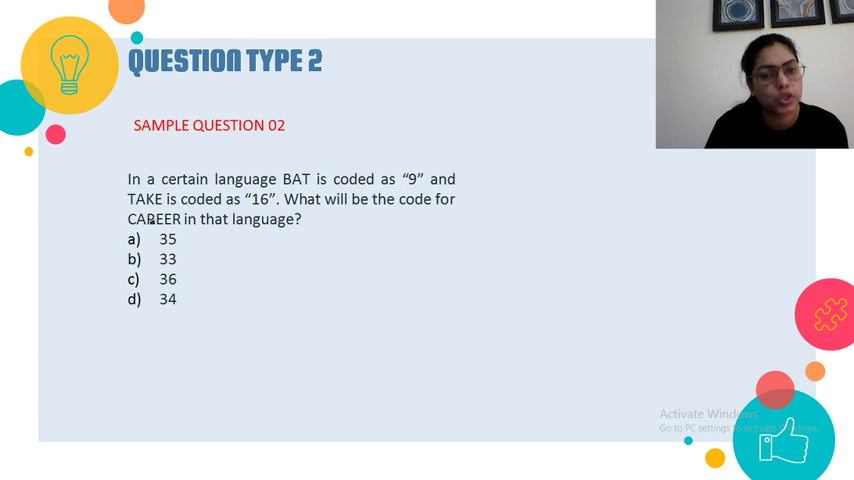 QUESTION TYPE 2
SAMPLE QUESTION 02
In a certain language BAT is coded as “9” and
TAKE is coded as “16”. What will be the code for
CAREER in that language?
a) 35
b) 33
c) 36
d) 34
Activate Windows
Go to PC settings to activate Windows.